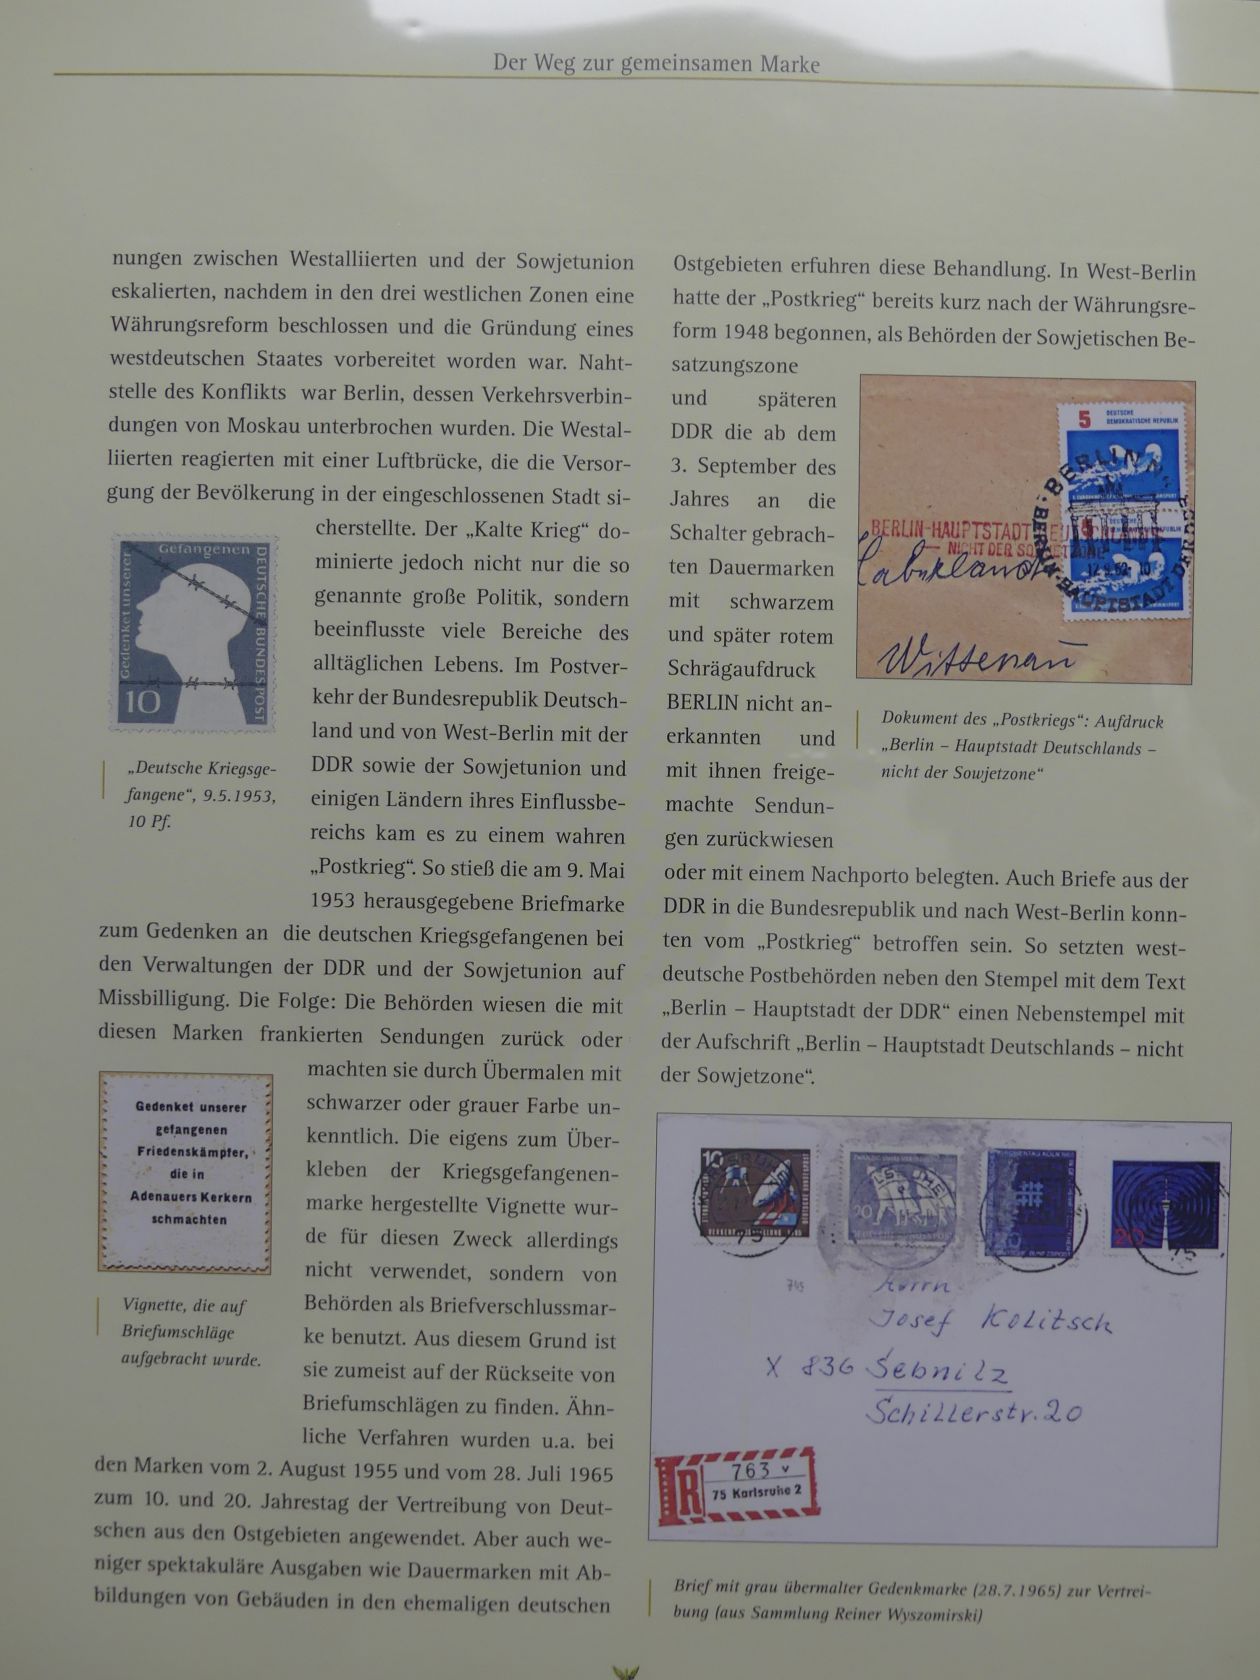 Der Weg zur gemeinsamen Marke
nungen zwischen Westalliierten und der Sowjetunion
eskalierten, nachdem in den drei westlichen Zonen eine
Währungsreform beschlossen und die Gründung eines
westdeutschen Staates vorbereitet worden war. Naht-
stelle des Konflikts war Berlin, dessen Verkehrsverbin-
dungen von Moskau unterbrochen wurden. Die Westal-
liierten reagierten mit einer Luftbrücke, die die Versor-
gung der Bevölkerung in der eingeschlossenen Stadt si-
cherstellte. Der „Kalte Krieg“ do-
minierte jedoch nicht nur die so
genannte große Politik, sondern
beeinflusste viele Bereiche des
alltäglichen Lebens. Im Postver-
kehr der Bundesrepublik Deutsch-
land und von West-Berlin mit der
DDR sowie der Sowjetunion und
einigen Ländern ihres Einflussbe-
reichs kam es zu einem wahren
„Postkrieg“. So stieß die am 9. Mai
1953 herausgegebene Briefmarke
zum Gedenken an die deutschen Kriegsgefangenen bei
den Verwaltungen der DDR und der Sowjetunion auf
Missbilligung. Die Folge: Die Behörden wiesen die mit
diesen Marken frankierten Sendungen zurück oder
machten sie durch Übermalen mit
schwarzer oder grauer Farbe un-
kenntlich. Die eigens zum Über-
kleben der Kriegsgefangenen-
marke hergestellte Vignette wur-
de für diesen Zweck allerdings
nicht verwendet, sondern von
Behörden als Briefverschlussmar-
ke benutzt. Aus diesem Grund ist
sie zumeist auf der Rückseite von
Briefumschlägen zu finden. Ähn-
liche Verfahren wurden u.a. bei
den Marken vom 2. August 1955 und vom 28. Juli 1965
zum 10. und 20. Jahrestag der Vertreibung von Deut-
schen aus den Ostgebieten angewendet. Aber auch we-
niger spektakuläre Ausgaben wie Dauermarken mit Ab-
bildungen von Gebäuden in den ehemaligen deutschen
Gedenket unserer
Gefangenen
DEUTSCHE BUNDESPOST
10
„Deutsche Kriegsge-
fangene“, 9.5.1953,
10 Pf.
Gedenket unserer
gefangenen
Friedenskämpfer,
die in
Adenauers Kerkern
schmachten
Vignette, die auf
Briefumschläge
aufgebracht wurde.
Ostgebieten erfuhren diese Behandlung. In West-Berlin
hatte der „Postkrieg“ bereits kurz nach der Währungsre-
form 1948 begonnen, als Behörden der Sowjetischen Be-
satzungszone
und späteren
DDR die ab dem
3. September des
Jahres an die
Schalter gebrach-
ten Dauermarken
mit schwarzem
und später rotem
Schrägaufdruck
BERLIN nicht an-
erkannten und
mit ihnen freige-
machte Sendun-
gen zurückwiesen
oder mit einem Nachporto belegten. Auch Briefe aus der
DDR in die Bundesrepublik und nach West-Berlin konn-
ten vom „Postkrieg“ betroffen sein. So setzten west-
deutsche Postbehörden neben den Stempel mit dem Text
„Berlin – Hauptstadt der DDR“ einen Nebenstempel mit
der Aufschrift „Berlin – Hauptstadt Deutschlands – nicht
der Sowjetzone“.
5 DEUTSCHE
DEMOKRATISCHE REPUBLIK
BERLIN
BERLIN-HAUPTSTADT
NICHT DER
BERLIN-HAUPTSTADT DER DDR
Wittenau
Dokument des „Postkriegs“: Aufdruck
„Berlin – Hauptstadt Deutschlands –
nicht der Sowjetzone“
10
20
20
20
75
75
Herrn
Josef Kolitsch
X 836 Sebnitz
Schillerstr. 20
R
763 v
75 Karlsruhe 2
Brief mit grau übermalter Gedenkmarke (28.7.1965) zur Vertrei-
bung (aus Sammlung Reiner Wyszomirski)